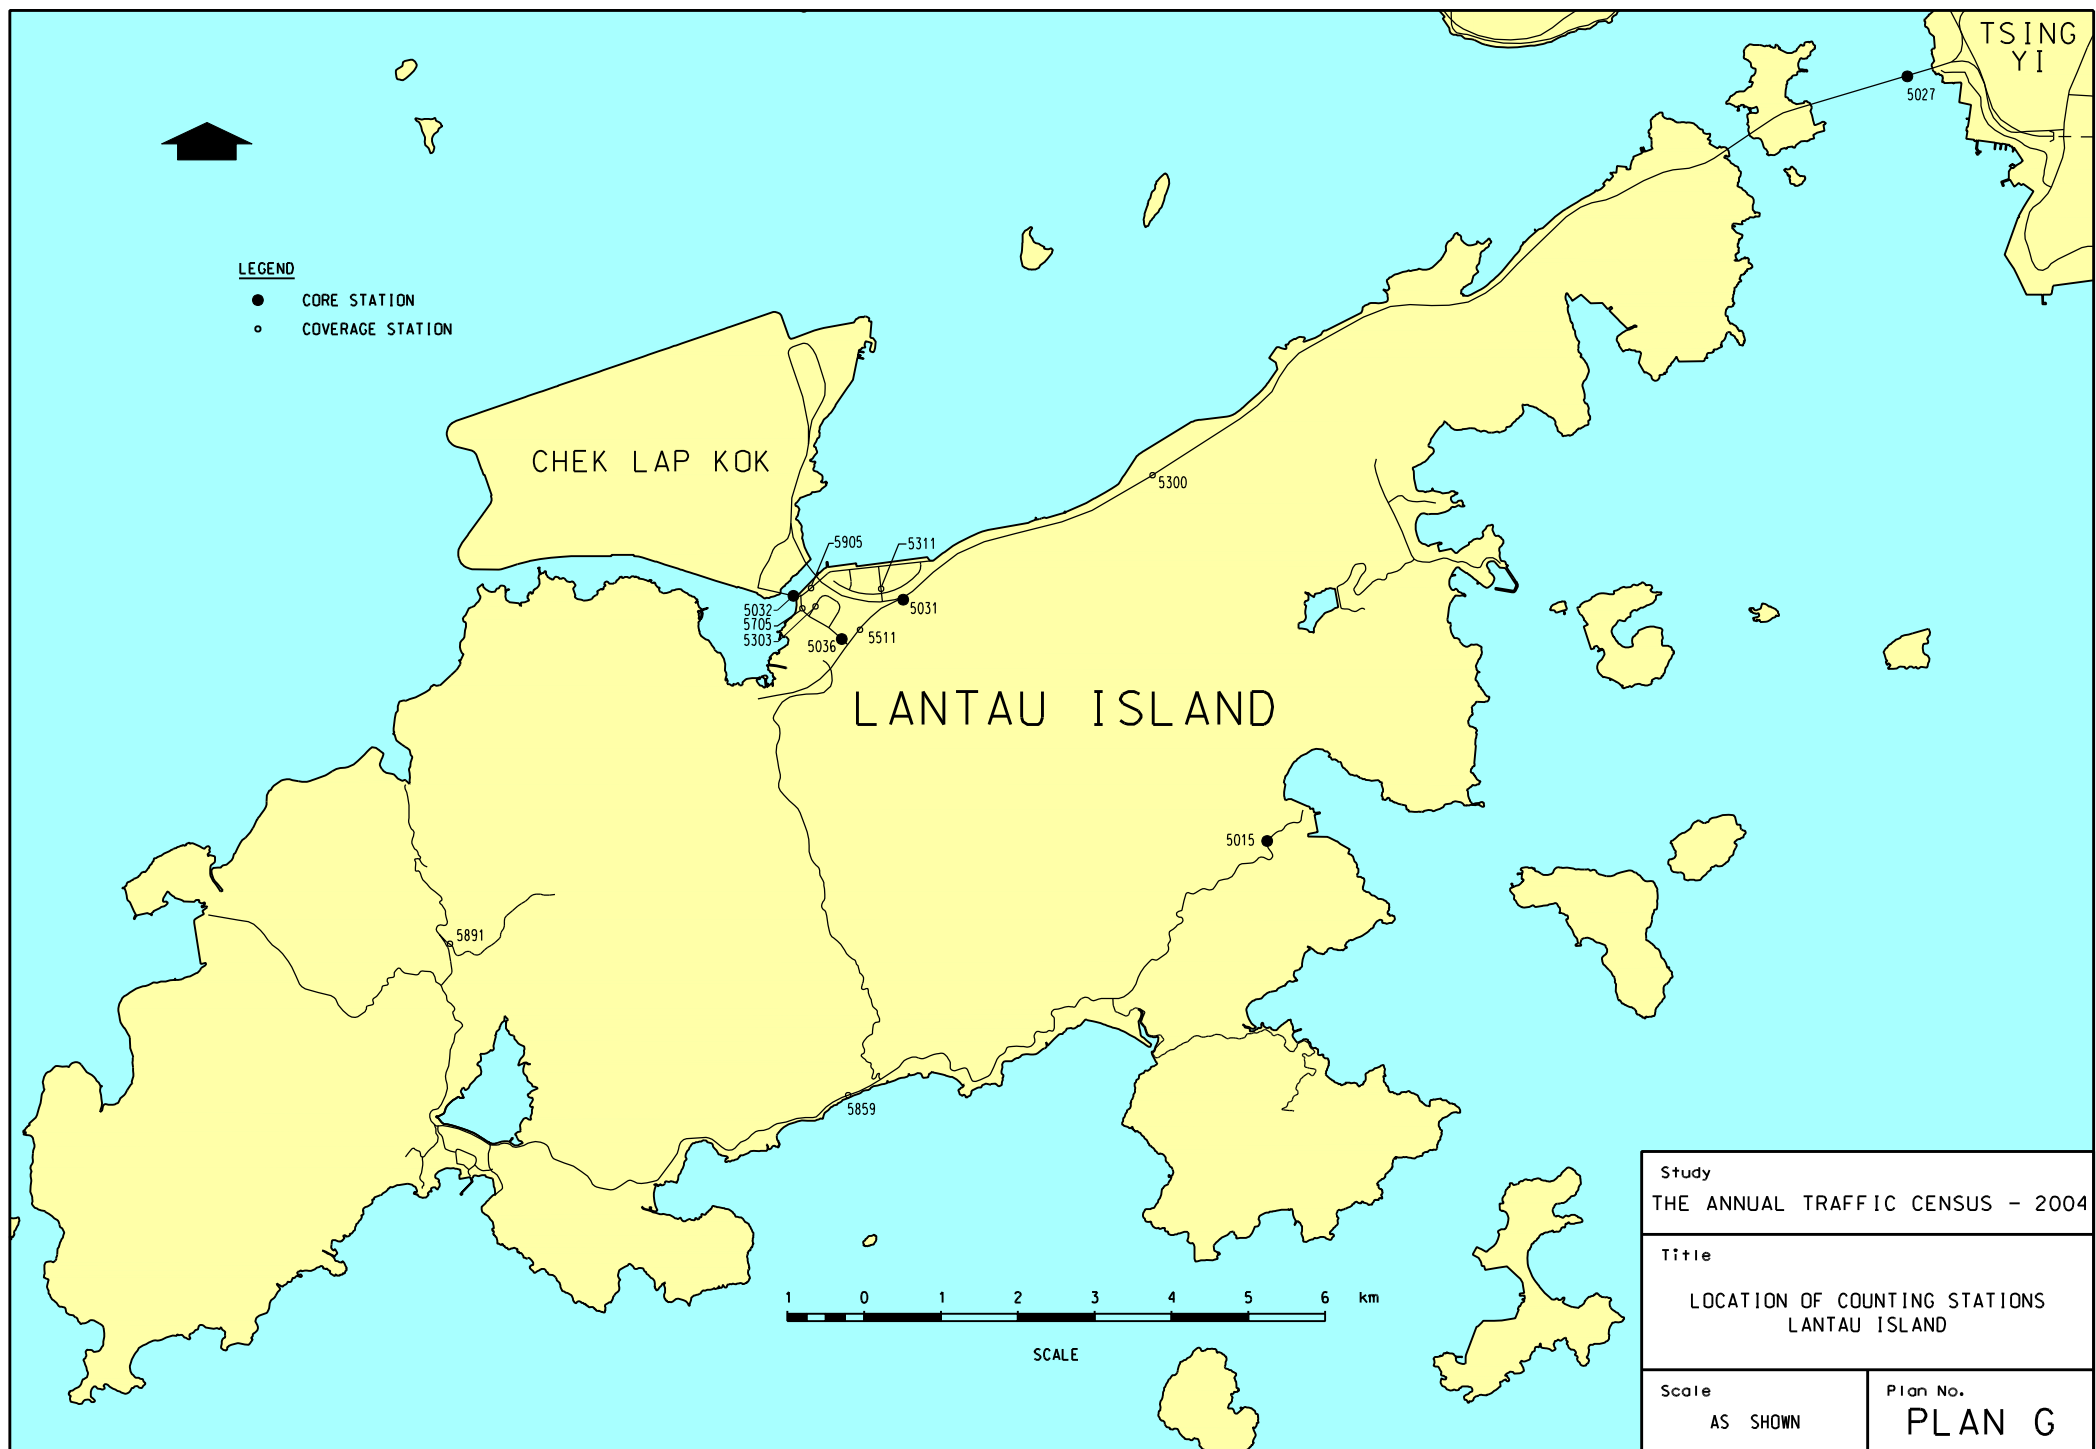 TSING
YI
5027
LEGEND
CORE STATION
COVERAGE STATION
CHEK LAP KOK
5300
5905
5311
5032
5705
5303
5036
5031
5511
LANTAU ISLAND
5015
5891
5859
1 0 1 2 3 4 5 6 km
SCALE
Study
THE ANNUAL TRAFFIC CENSUS - 2004
Title
LOCATION OF COUNTING STATIONS
LANTAU ISLAND
Scale
AS SHOWN
Plan No.
PLAN G